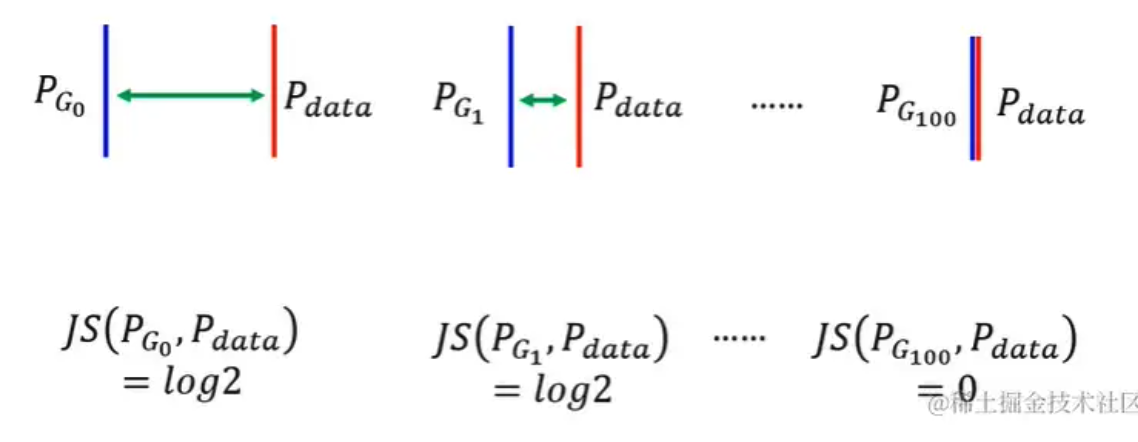 P_{G_0} P_{data} P_{G_1} P_{data} ...... P_{G_{100}} P_{data}
JS(P_{G_0}, P_{data}) JS(P_{G_1}, P_{data}) ...... JS(P_{G_{100}}, P_{data})
= log2 = log2 = 0
@稀土掘金技术社区